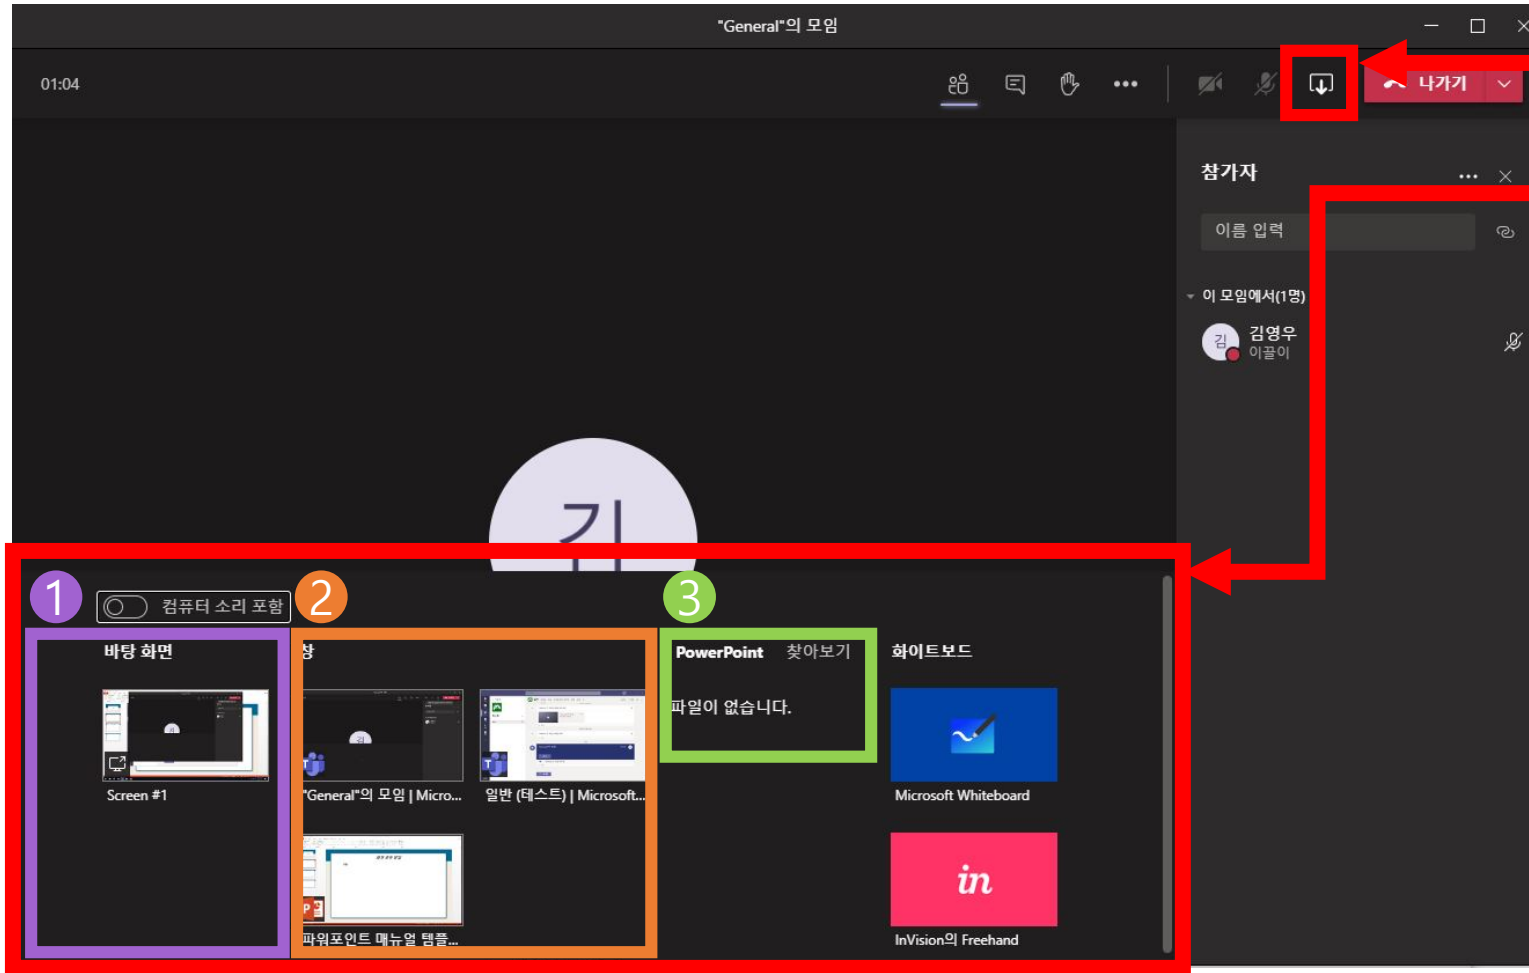 "General"의 모임
01:04
나가기
참가자
이름 입력
이 모임에서(1명)
김
김영우
이끌이
김
1
컴퓨터 소리 포함
2
3
바탕 화면
창
PowerPoint 찾아보기
화이트보드
파일이 없습니다.
Screen #1
"General"의 모임 | Micro...
일반 (테스트) | Microsoft...
Microsoft Whiteboard
in
파워포인트 매뉴얼 템플...
InVision의 Freehand